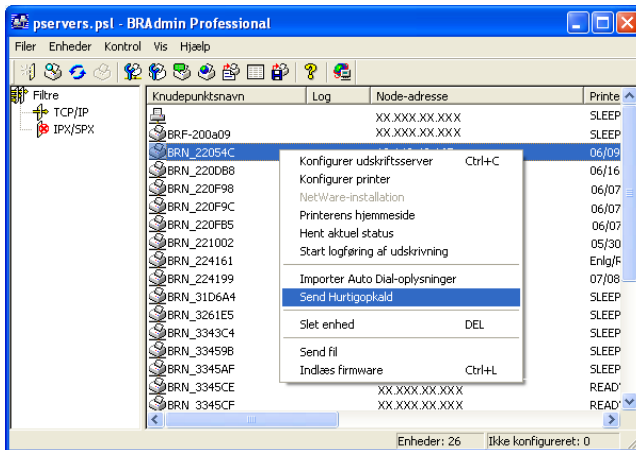 pservers.psl - BRAdmin Professional
Filer Enheder Kontrol Vis Hjælp
Filtre
TCP/IP
IPX/SPX
Knudepunktsnavn Log Node-adresse Printe
XX.XXX.XX.XXX SLEEP
BRF-200a09 XX.XXX.XX.XXX SLEEP
BRN_22054C 06/09
BRN_220DB8 06/16
BRN_220F98 06/07
BRN_220F9C 06/07
BRN_220FB5 06/07
BRN_221002 05/30
BRN_224161 Enlg/F
BRN_224199 07/08
BRN_31D6A4 SLEEP
BRN_3261E5 SLEEP
BRN_3343C4 SLEEP
BRN_33459B SLEEP
BRN_3345AF SLEEP
BRN_3345CE XX.XXX.XX.XXX READ'
BRN_3345CF XX.XXX.XX.XXX READ'
Konfigurer udskriftsserver Ctrl+C
Konfigurer printer
NetWare-installation
Printerens hjemmeside
Hent aktuel status
Start logføring af udskrivning
Importer Auto Dial-oplysninger
Send Hurtigopkald
Slet enhed DEL
Send fil
Indlæs firmware Ctrl+L
Enheder: 26 Ikke konfigureret: 0